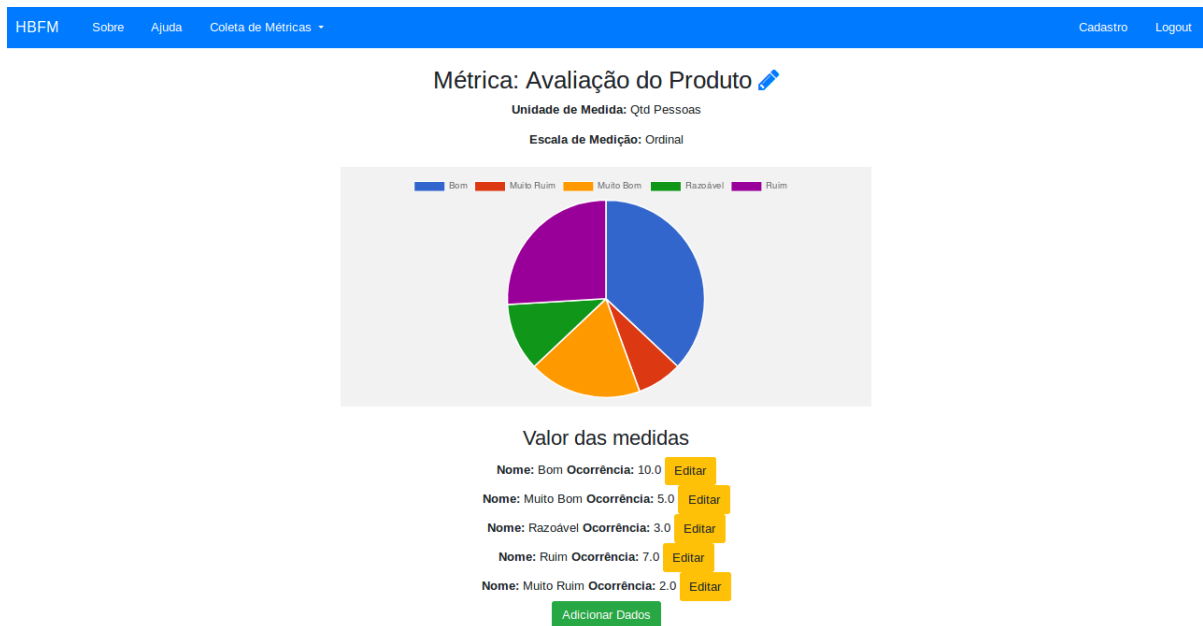 HBFM Sobre Ajuda Coleta de Métricas Cadastro Logout
Métrica: Avaliação do Produto
Unidade de Medida: Qtd Pessoas
Escala de Medição: Ordinal
Bom Muito Ruim Muito Bom Razoável Ruim
Valor das medidas
Nome: Bom Ocorrência: 10.0 Editar
Nome: Muito Bom Ocorrência: 5.0 Editar
Nome: Razoável Ocorrência: 3.0 Editar
Nome: Ruim Ocorrência: 7.0 Editar
Nome: Muito Ruim Ocorrência: 2.0 Editar
Adicionar Dados